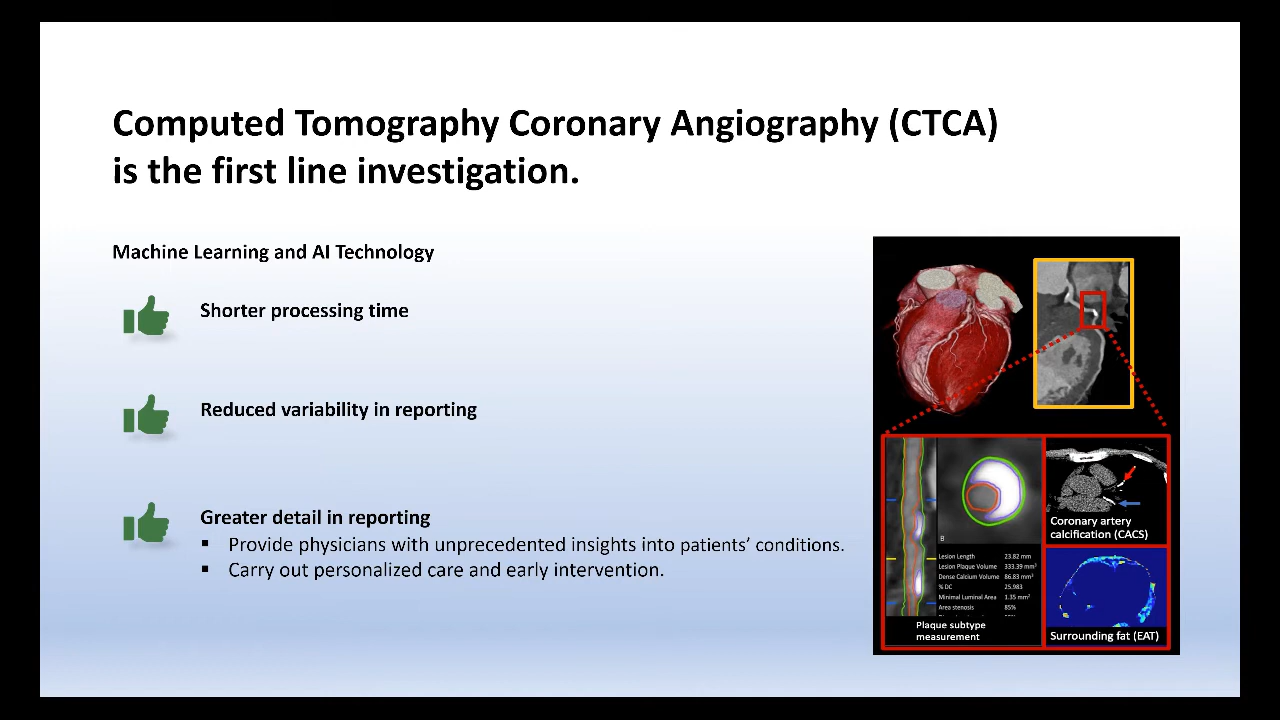 Computed Tomography Coronary Angiography (CTCA)
is the first line investigation.
Machine Learning and AI Technology
Shorter processing time
Reduced variability in reporting
Greater detail in reporting
▪ Provide physicians with unprecedented insights into patients’ conditions.
▪ Carry out personalized care and early intervention.
B
Lesion Length 23.82 mm
Lesion Plaque Volume 333.39 mm³
Dense Calcium Volume 86.83 mm³
% DC 25,983
Minimal Luminal Area 1.35 mm²
Area stenosis 85%
Plaque subtype
measurement
Coronary artery
calcification (CACS)
Surrounding fat (EAT)